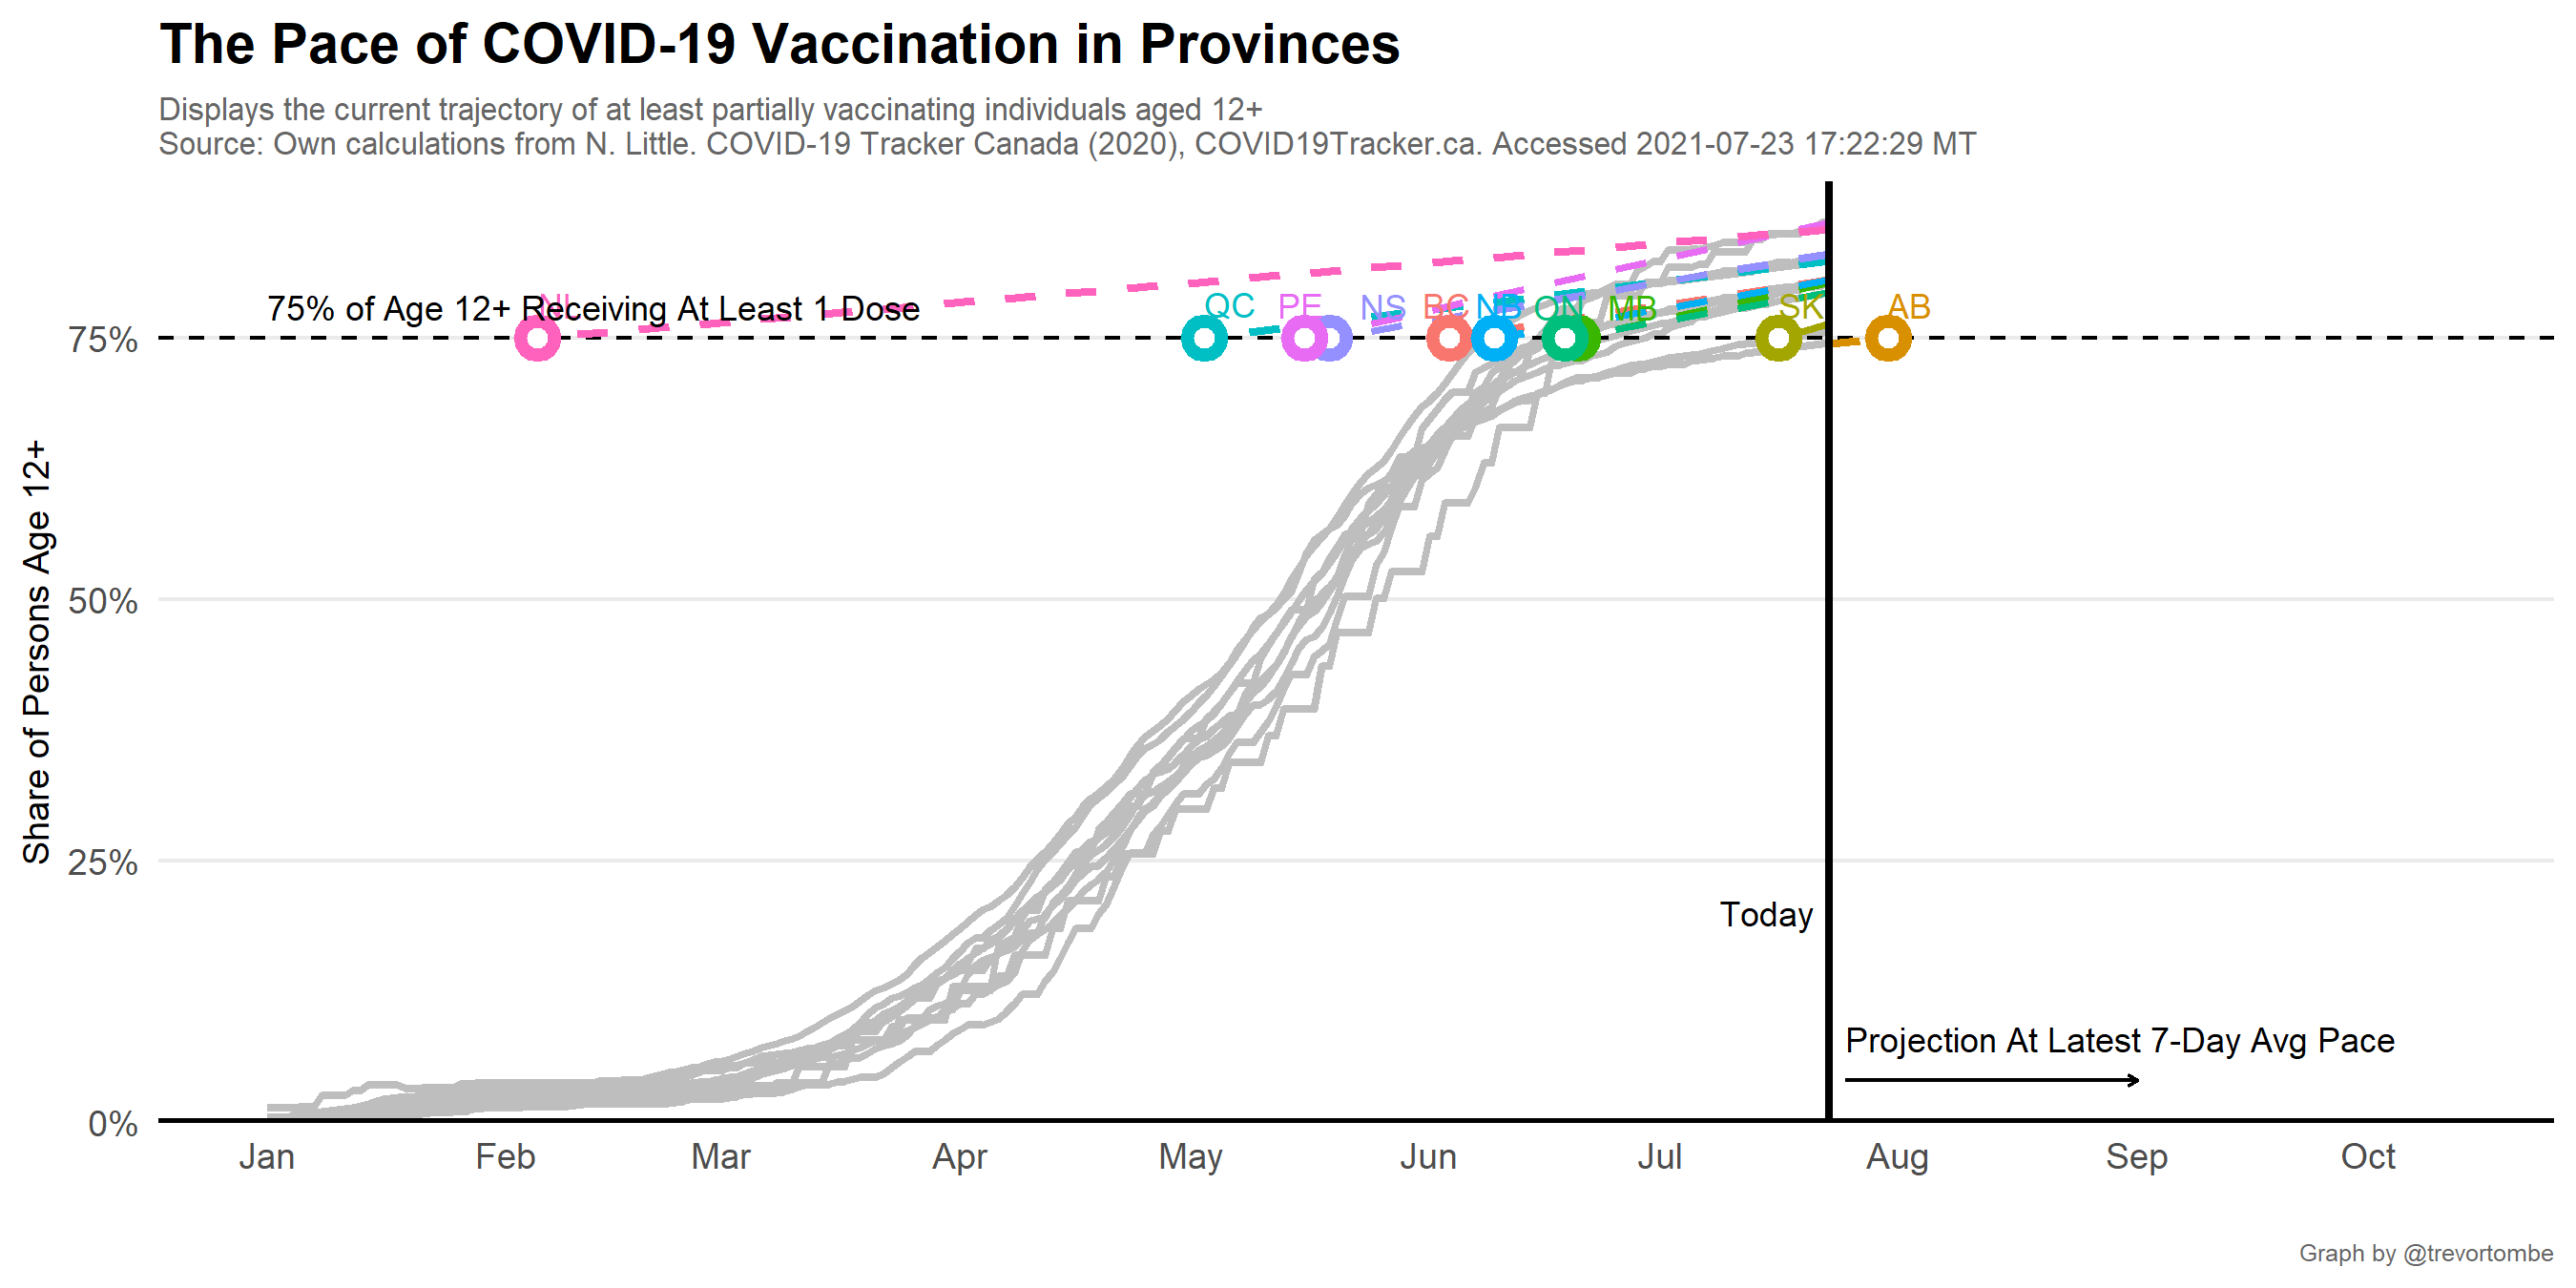 The Pace of COVID-19 Vaccination in Provinces
Displays the current trajectory of at least partially vaccinating individuals aged 12+
Source: Own calculations from N. Little. COVID-19 Tracker Canada (2020), COVID19Tracker.ca. Accessed 2021-07-23 17:22:29 MT
Share of Persons Age 12+
75% of Age 12+ Receiving At Least 1 Dose
NL
QC
PE
NS
BC
NB
ON
MB
SK
AB
75%
50%
25%
0%
Today
Projection At Latest 7-Day Avg Pace
Jan
Feb
Mar
Apr
May
Jun
Jul
Aug
Sep
Oct
Graph by @trevortombe